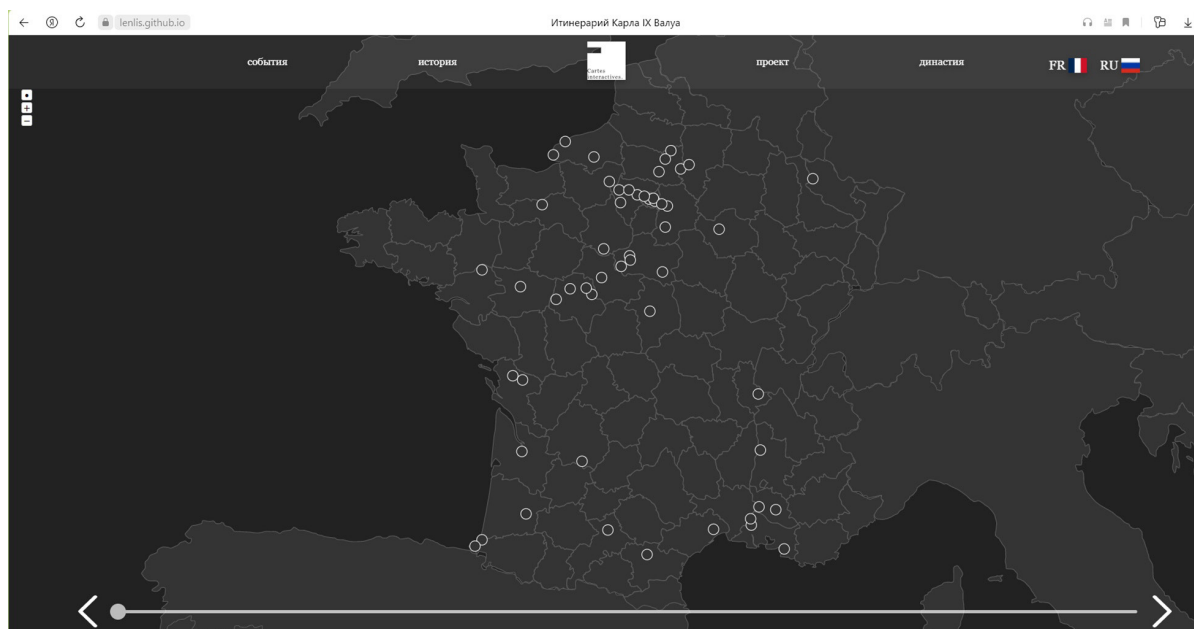 lenlis.github.io
Итинерарий Карла IX Валуа
события
история
Cartes
interactives.
проект
династия
FR
RU